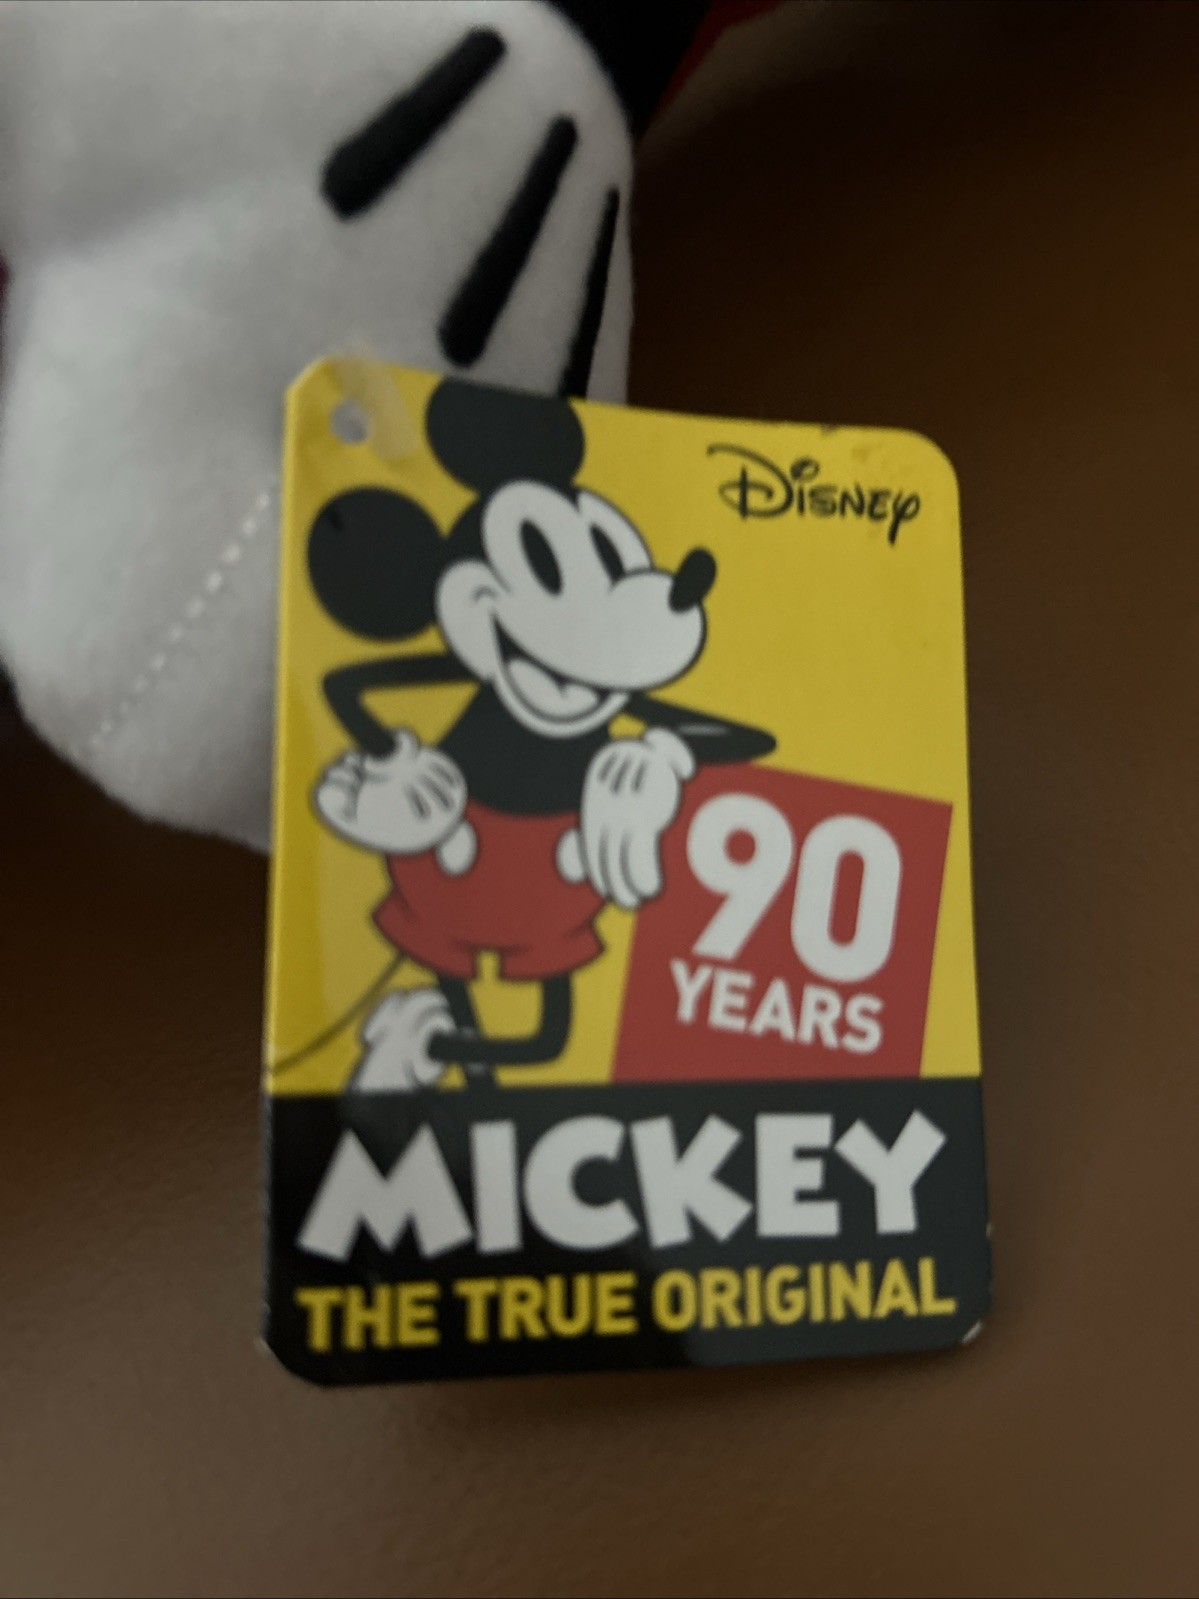 Disney
90
YEARS
MICKEY
THE TRUE ORIGINAL